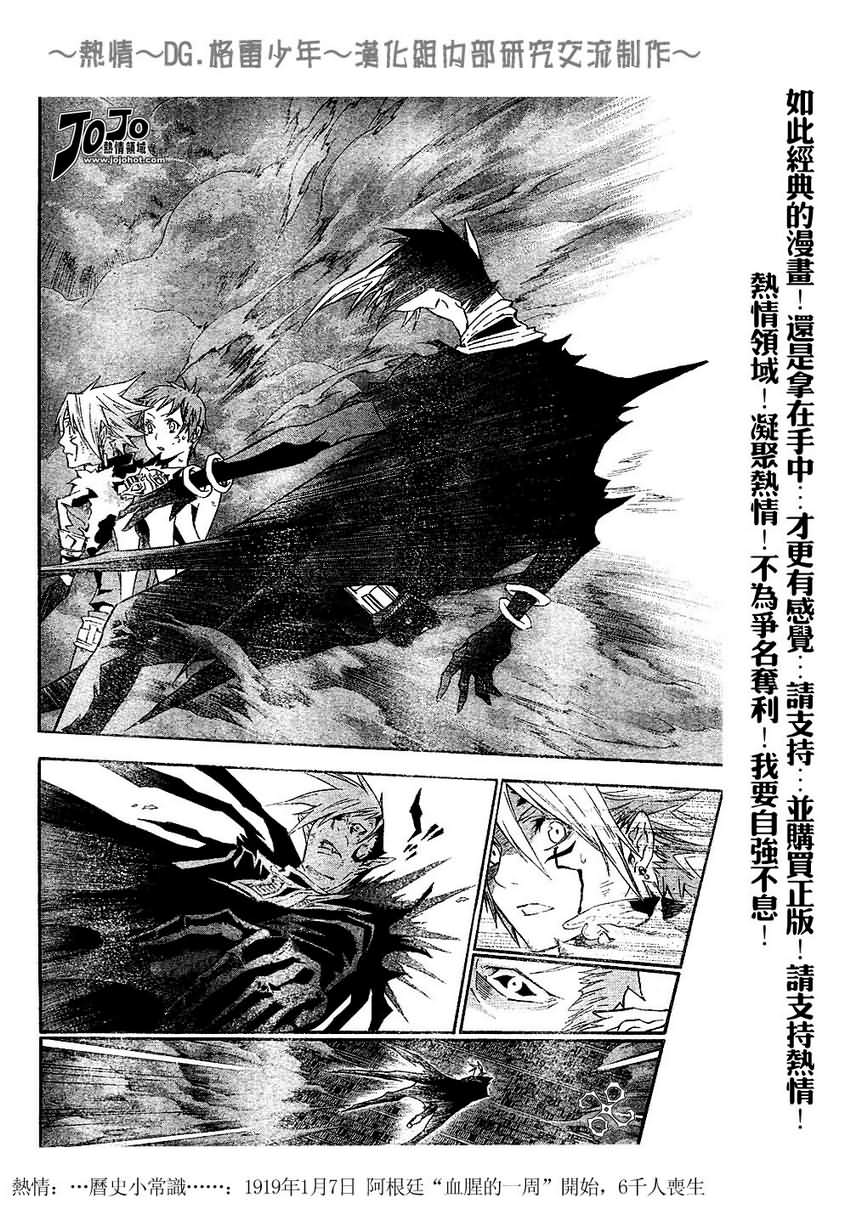 ～熱情～DG.格雷少年～漢化組內部研究交流制作～
JOJO
熱情領域
www.jojohot.com
如此經典的漫畫！還是拿在手中…才更有感覺…請支持…並購買正版！請支持熱情！
熱情領域！凝聚熱情！不為爭名奪利！我要自強不息！
熱情：…曆史小常識……：1919年1月7日 阿根廷“血腥的一周”開始，6千人喪生